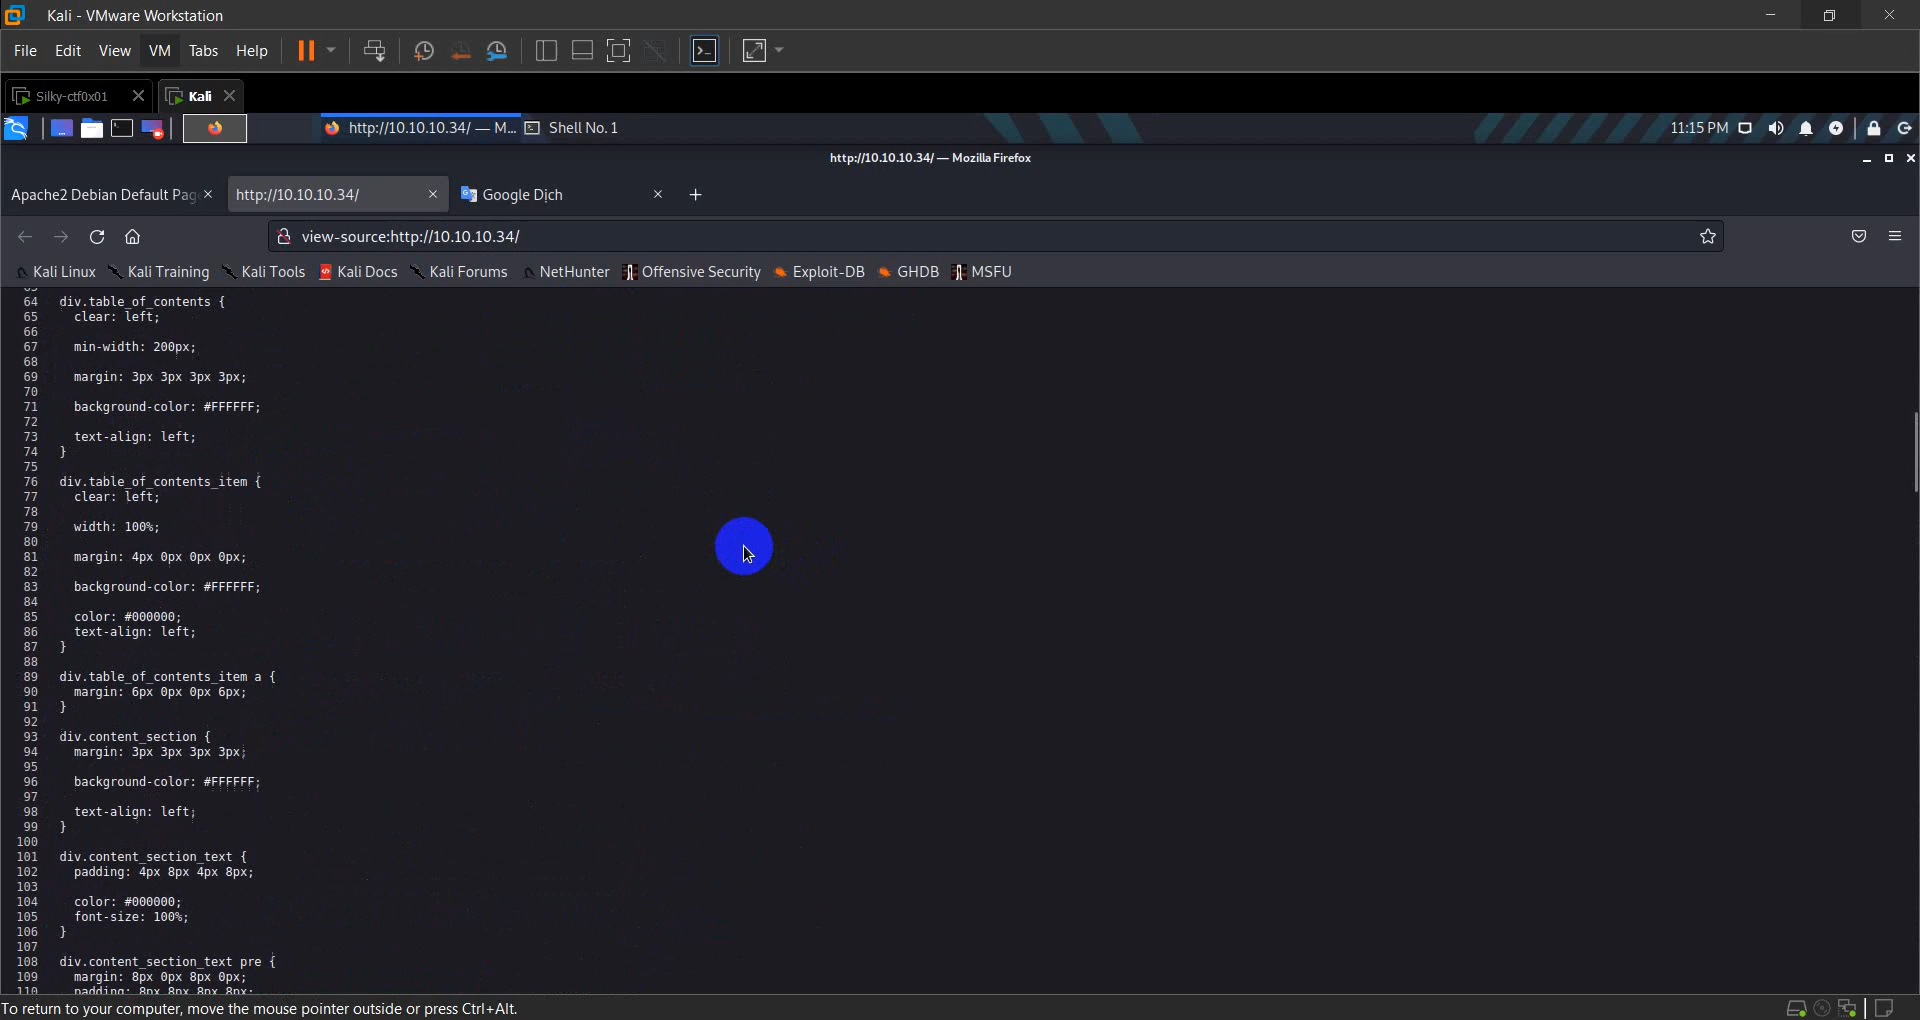 Kali - VMware Workstation
File Edit View VM Tabs Help
Silky-ctf0x01 Kali
http://10.10.10.34/ — M... Shell No. 1 11:15 PM
http://10.10.10.34/ — Mozilla Firefox
Apache2 Debian Default Pag http://10.10.10.34/ Google Dịch
view-source:http://10.10.10.34/
Kali Linux Kali Training Kali Tools Kali Docs Kali Forums NetHunter Offensive Security Exploit-DB GHDB MSFU
63
64 div.table_of_contents {
65 clear: left;
66
67 min-width: 200px;
68
69 margin: 3px 3px 3px 3px;
70
71 background-color: #FFFFFF;
72
73 text-align: left;
74 }
75
76 div.table_of_contents_item {
77 clear: left;
78
79 width: 100%;
80
81 margin: 4px 0px 0px 0px;
82
83 background-color: #FFFFFF;
84
85 color: #000000;
86 text-align: left;
87 }
88
89 div.table_of_contents_item a {
90 margin: 6px 0px 0px 6px;
91 }
92
93 div.content_section {
94 margin: 3px 3px 3px 3px;
95
96 background-color: #FFFFFF;
97
98 text-align: left;
99 }
100
101 div.content_section_text {
102 padding: 4px 8px 4px 8px;
103
104 color: #000000;
105 font-size: 100%;
106 }
107
108 div.content_section_text pre {
109 margin: 8px 0px 8px 0px;
110 padding: 8px 8px 8px 8px;
To return to your computer, move the mouse pointer outside or press Ctrl+Alt.